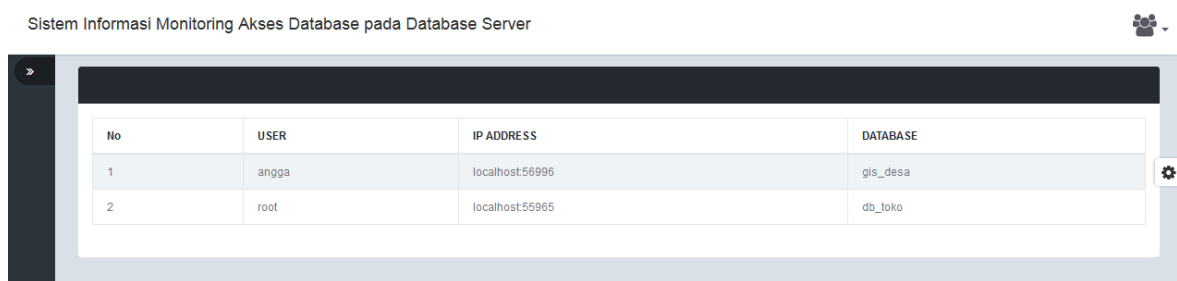 Sistem Informasi Monitoring Akses Database pada Database Server
No USER IP ADDRESS DATABASE
1 angga localhost:56996 gis_desa
2 root localhost:55965 db_toko